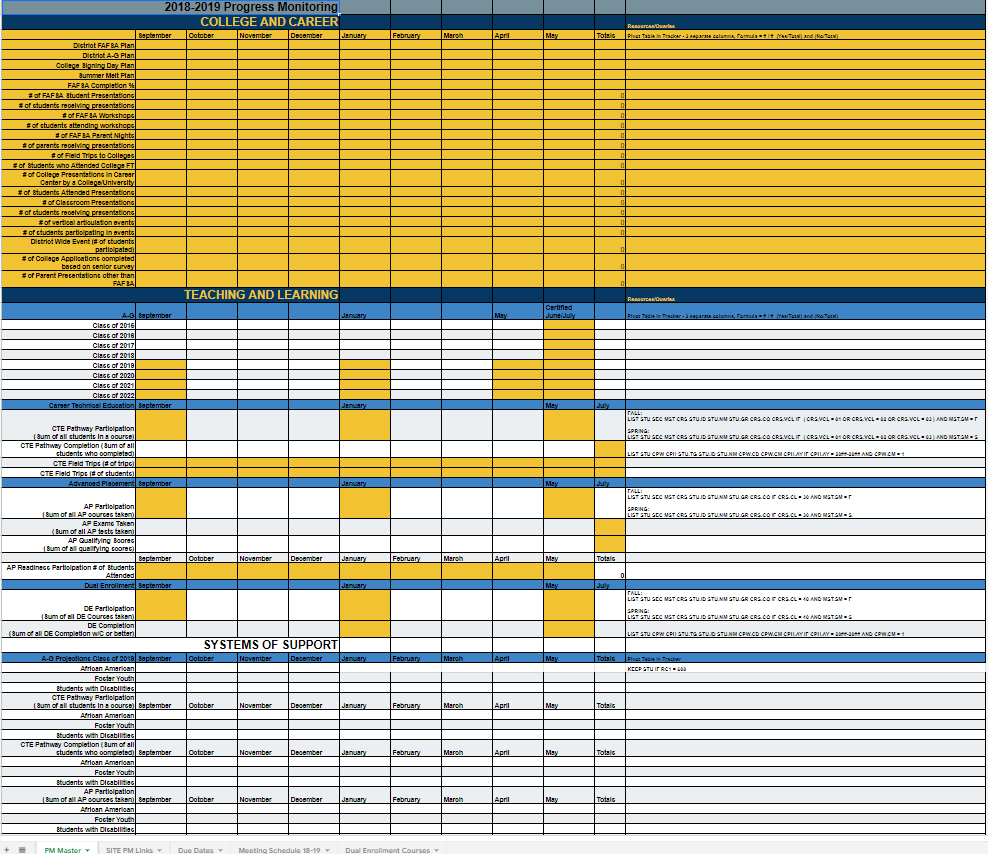 2018-2019 Progress Monitoring
COLLEGE AND CAREER Resources/Queries
September October November December January February March April May Totals Pivot Table in Tracker - 3 separate columns, Formula = # / # (Yes/Total) and (No/Total)
District FAFSA Plan
District A-G Plan
College Signing Day Plan
Summer Melt Plan
FAFSA Completion %
# of FAFSA Student Presentations 0
# of students receiving presentations 0
# of FAFSA Workshops 0
# of students attending workshops 0
# of FAFSA Parent Nights 0
# of parents receiving presentations 0
# of Field Trips to Colleges 0
# of Students who Attended College FT 0
# of College Presentations in Career
Center by a College/University 0
# of Students Attended Presentations 0
# of Classroom Presentations 0
# of students receiving presentations 0
# of vertical articulation events 0
# of students participating in events 0
District Wide Event (# of students
participated) 0
# of College Applications completed
based on senior survey 0
# of Parent Presentations other than
FAFSA 0
TEACHING AND LEARNING Resources/Queries
A-G September January May Certified June/July Pivot Table in Tracker - 3 separate columns, Formula = # / # (Yes/Total) and (No/Total)
Class of 2015
Class of 2016
Class of 2017
Class of 2018
Class of 2019
Class of 2020
Class of 2021
Class of 2022
Career Technical Education September January May July
FALL:
LIST STU SEC MST CRS STU.ID STU.NM STU.GR CRS.CO CRS.VCL IF ( CRS.VCL = 01 OR CRS.VCL = 02 OR CRS.VCL = 03 ) AND MST.SM = F
CTE Pathway Participation SPRING:
(Sum of all students in a course) LIST STU SEC MST CRS STU.ID STU.NM STU.GR CRS.CO CRS.VCL IF ( CRS.VCL = 01 OR CRS.VCL = 02 OR CRS.VCL = 03 ) AND MST.SM = S
CTE Pathway Completion (Sum of all
students who completed) LIST STU CPW CPH STU.TG STU.ID STU.NM CPW.CD CPW.CM CPH.AY IF CPH.AY = 20##-20## AND CPW.CM = 1
CTE Field Trips (# of trips)
CTE Field Trips (# of students)
Advanced Placement September January May July
FALL:
LIST STU SEC MST CRS STU.ID STU.NM STU.GR CRS.CO IF CRS.CL = 30 AND MST.SM = F
AP Participation SPRING:
(Sum of all AP courses taken) LIST STU SEC MST CRS STU.ID STU.NM STU.GR CRS.CO IF CRS.CL = 30 AND MST.SM = S
AP Exams Taken
(Sum of all AP tests taken)
AP Qualifying Scores
(Sum of all qualifying scores)
September October November December January February March April May Totals
AP Readiness Participation # of Students
Attended 0
Dual Enrollment September January May July
FALL:
LIST STU SEC MST CRS STU.ID STU.NM STU.GR CRS.CO IF CRS.CL = 40 AND MST.SM = F
DE Participation SPRING:
(Sum of all DE Courses taken) LIST STU SEC MST CRS STU.ID STU.NM STU.GR CRS.CO IF CRS.CL = 40 AND MST.SM = S
DE Completion
(Sum of all DE Completion w/C or better) LIST STU CPW CPH STU.TG STU.ID STU.NM CPW.CD CPW.CM CPH.AY IF CPH.AY = 20##-20## AND CPW.CM = 1
SYSTEMS OF SUPPORT
A-G Projections Class of 2019 September October November December January February March April May Totals Pivot Table in Tracker
African American KEEP STU IF RC1 = 600
Foster Youth
Students with Disabilities
CTE Pathway Participation
(Sum of all students in a course) September October November December January February March April May Totals
African American
Foster Youth
Students with Disabilities
CTE Pathway Completion (Sum of all
students who completed) September October November December January February March April May Totals
African American
Foster Youth
Students with Disabilities
AP Participation
(Sum of all AP courses taken) September October November December January February March April May Totals
African American
Foster Youth
Students with Disabilities
PM Master SITE PM Links Due Dates Meeting Schedule 18-19 Dual Enrollment Courses